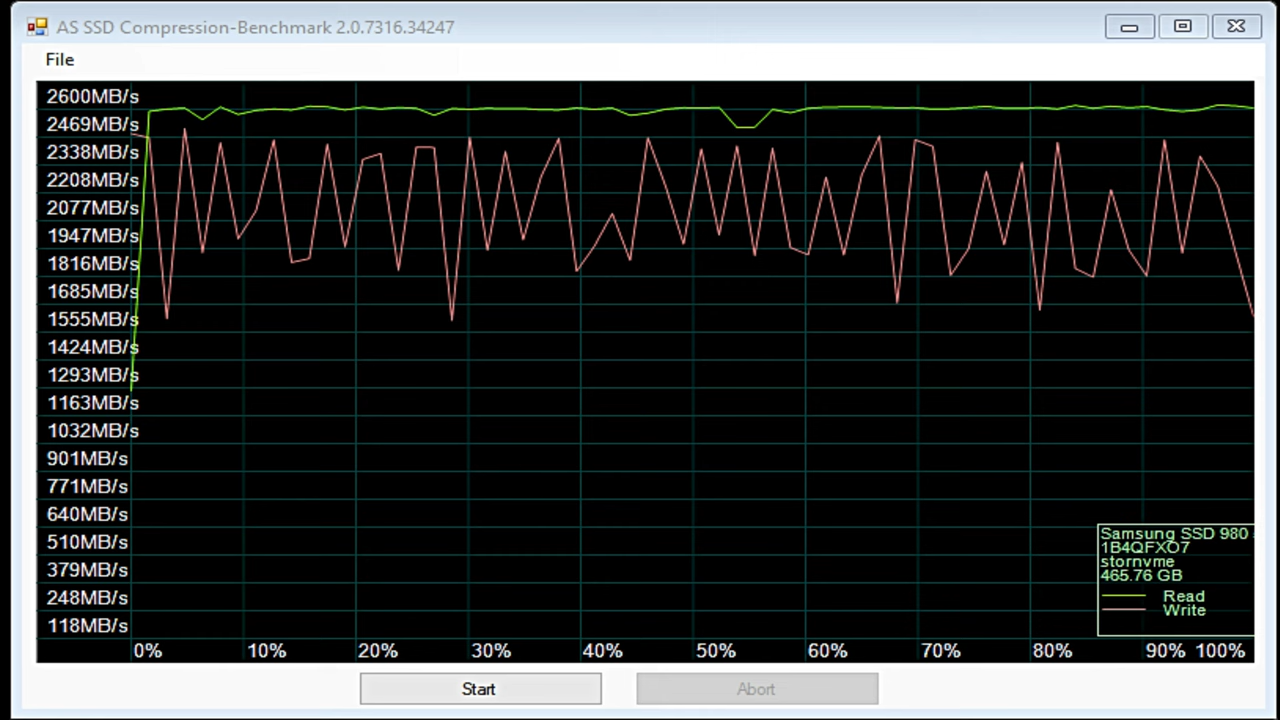 AS SSD Compression-Benchmark 2.0.7316.34247
File
2600MB/s
2469MB/s
2338MB/s
2208MB/s
2077MB/s
1947MB/s
1816MB/s
1685MB/s
1555MB/s
1424MB/s
1293MB/s
1163MB/s
1032MB/s
901MB/s
771MB/s
640MB/s
510MB/s
379MB/s
248MB/s
118MB/s
Samsung SSD 980
1B4QFXO7
stornvme
465.76 GB
Read
Write
0% 10% 20% 30% 40% 50% 60% 70% 80% 90% 100%
Start Abort